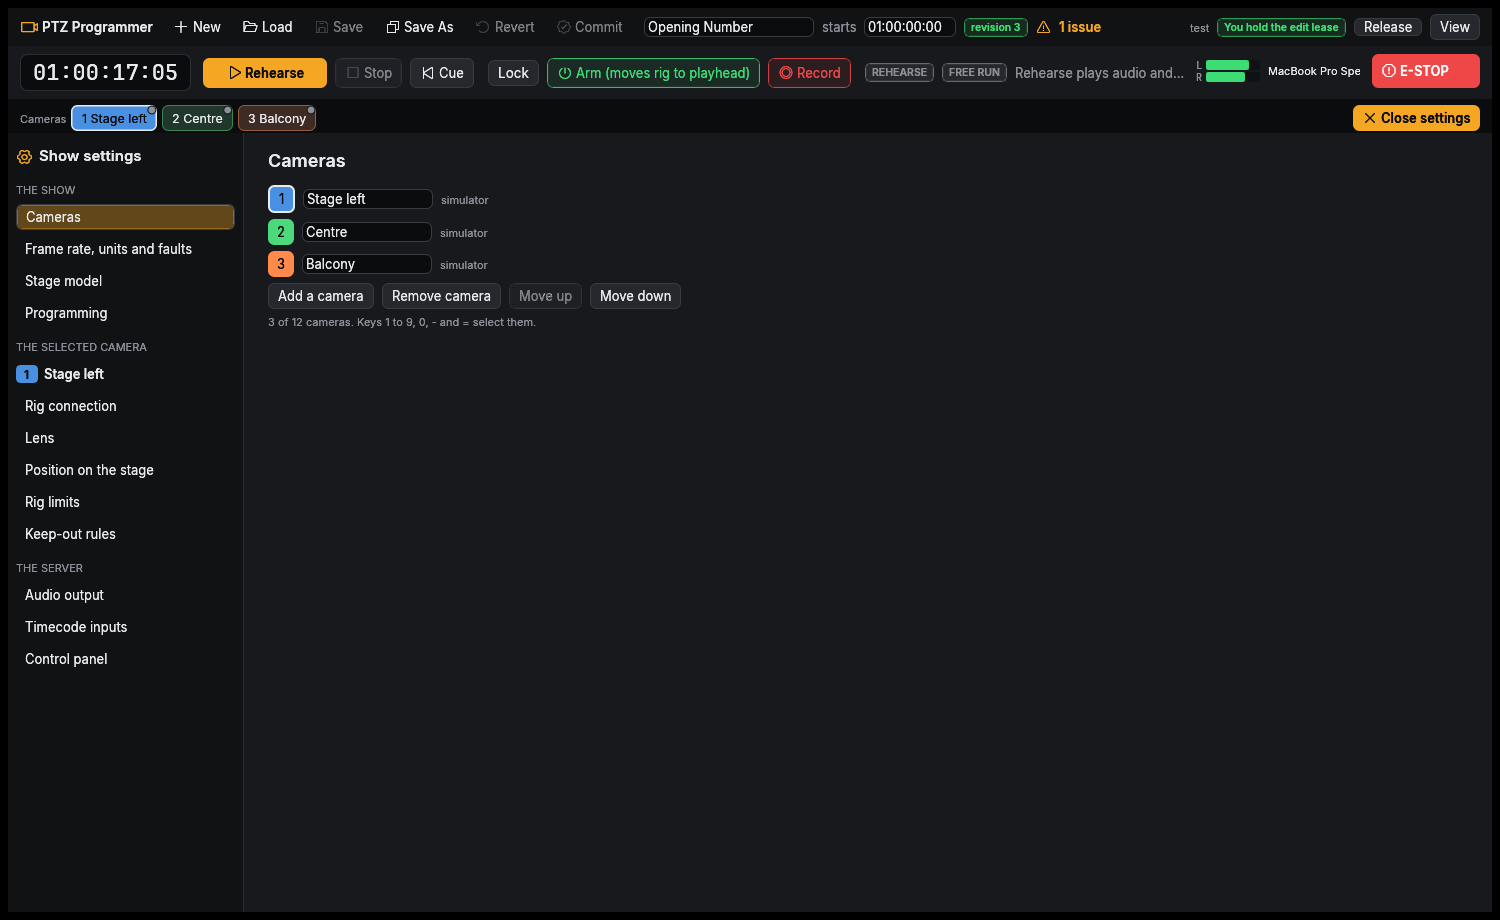 PTZ Programmer New Load Save Save As Revert Commit Opening Number starts 01:00:00:00 revision 3 1 issue test You hold the edit lease Release View
01:00:17:05 Rehearse Stop Cue Lock Arm (moves rig to playhead) Record REHEARSE FREE RUN Rehearse plays audio and... L R MacBook Pro Spe E-STOP
Cameras 1 Stage left 2 Centre 3 Balcony Close settings
Show settings
THE SHOW
Cameras
Frame rate, units and faults
Stage model
Programming
THE SELECTED CAMERA
1 Stage left
Rig connection
Lens
Position on the stage
Rig limits
Keep-out rules
THE SERVER
Audio output
Timecode inputs
Control panel
Cameras
1 Stage left simulator
2 Centre simulator
3 Balcony simulator
Add a camera Remove camera Move up Move down
3 of 12 cameras. Keys 1 to 9, 0, - and = select them.